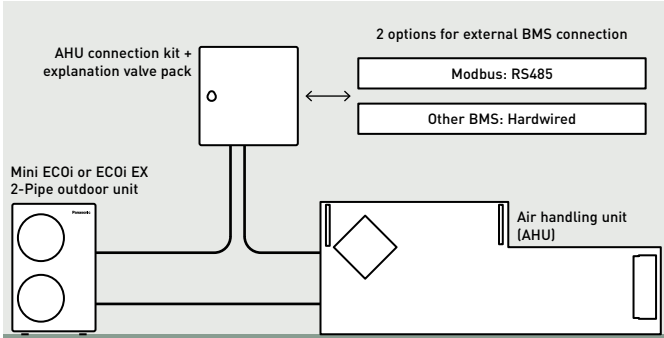 2 options for external BMS connection
AHU connection kit +
explanation valve pack
Modbus: RS485
Other BMS: Hardwired
Mini ECOi or ECOi EX
2-Pipe outdoor unit
Panasonic
Air handling unit
(AHU)